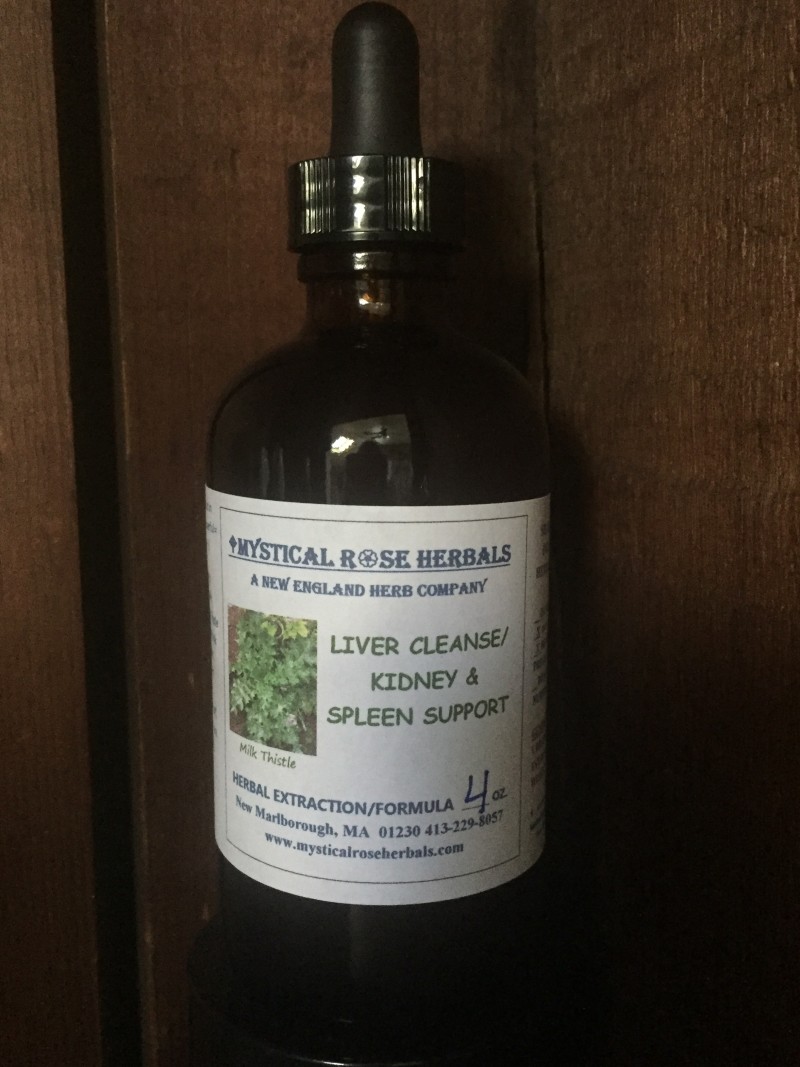 MYSTICAL ROSE HERBALS
A NEW ENGLAND HERB COMPANY
LIVER CLEANSE/
KIDNEY &
SPLEEN SUPPORT
Milk Thistle
HERBAL EXTRACTION/FORMULA 4 oz.
New Marlborough, MA 01230 413-229-8057
www.mysticalroseherbals.com